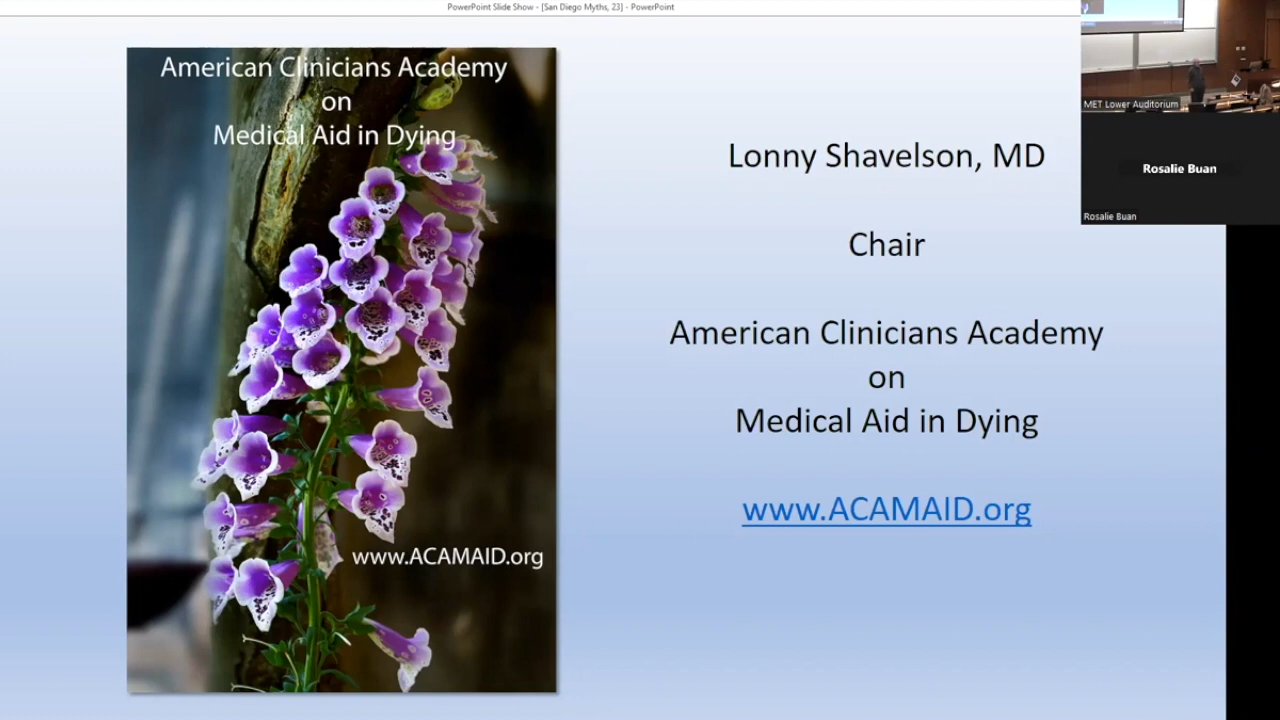 PowerPoint Slide Show - [San Diego Myths, 23] - PowerPoint
American Clinicians Academy
on
Medical Aid in Dying
www.ACAMAID.org
Lonny Shavelson, MD
Chair
American Clinicians Academy
on
Medical Aid in Dying
www.ACAMAID.org
MET Lower Auditorium
Rosalie Buan
Rosalie Buan